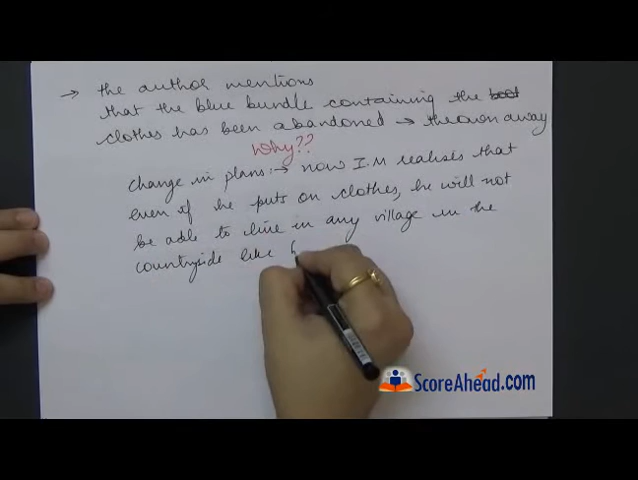 → the author mentions
that the blue bundle containing the
clothes has been abandoned → thrown away
Why??
change in plans :→ now I.M realises that
even if he puts on clothes, he will not
be able to live in any village in the
countryside like
ScoreAhead.com